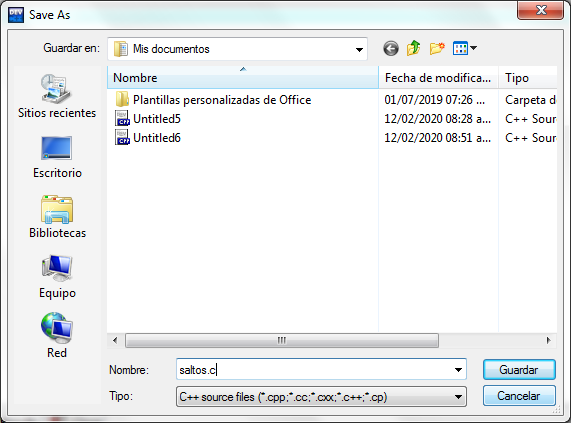 DEV Save As
Guardar en: Mis documentos
Nombre Fecha de modifica... Tipo
Plantillas personalizadas de Office 01/07/2019 07:26 ... Carpeta d
Untitled5 12/02/2020 08:28 a... C++ Sour
Untitled6 12/02/2020 08:51 a... C++ Sour
Sitios recientes
Escritorio
Bibliotecas
Equipo
Red
Nombre: saltos.c Guardar
Tipo: C++ source files (*.cpp;*.cc;*.cxx;*.c++;*.cp) Cancelar